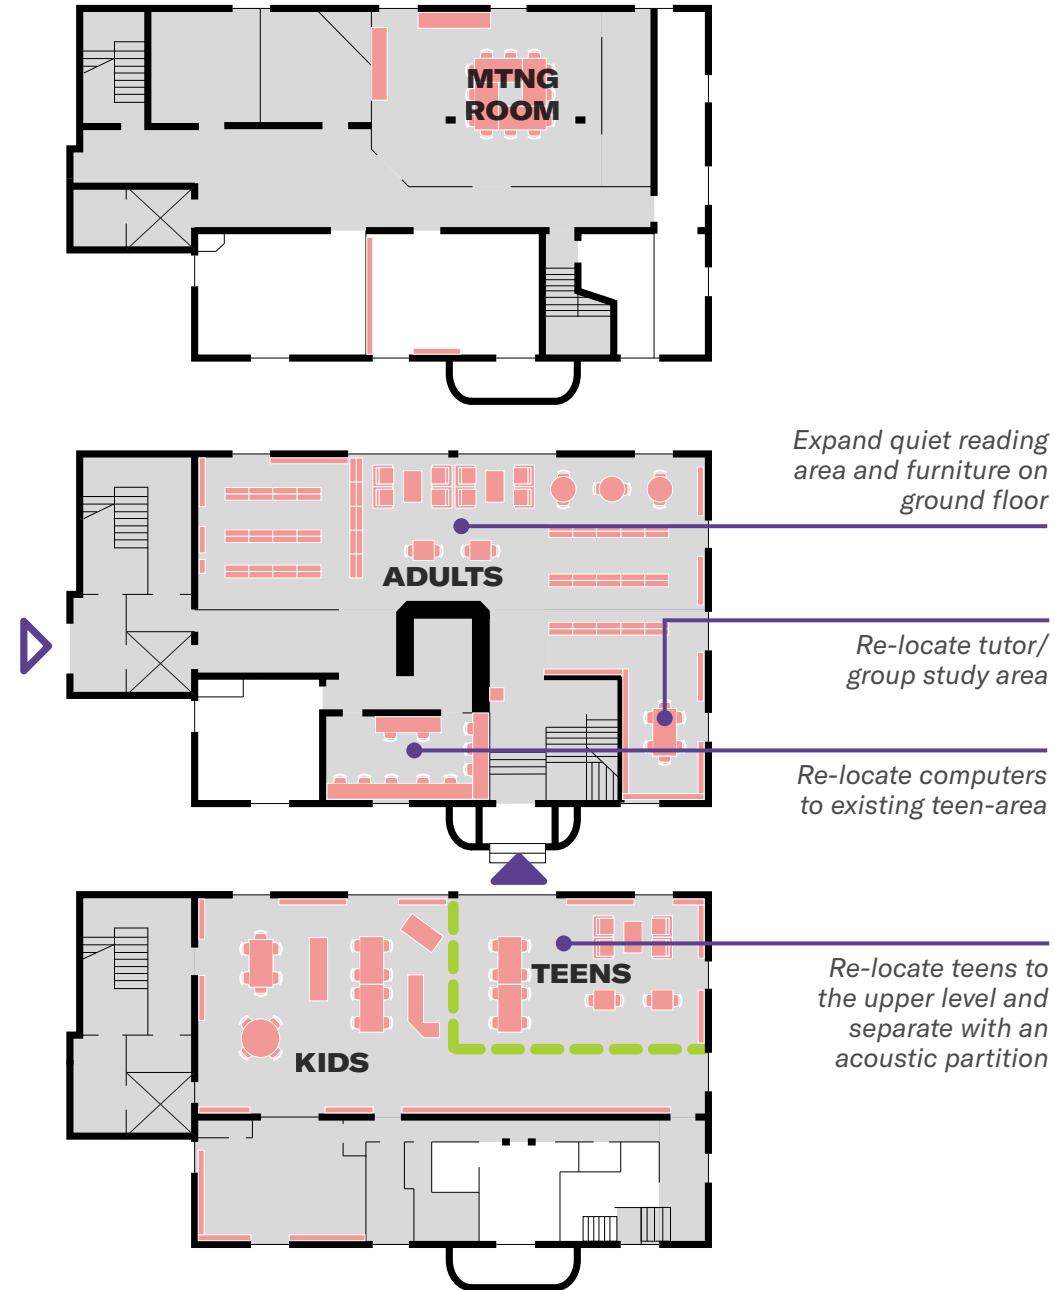 MTNG
ROOM
Expand quiet reading
area and furniture on
ground floor
ADULTS
Re-locate tutor/
group study area
Re-locate computers
to existing teen-area
TEENS
Re-locate teens to
the upper level and
separate with an
acoustic partition
KIDS